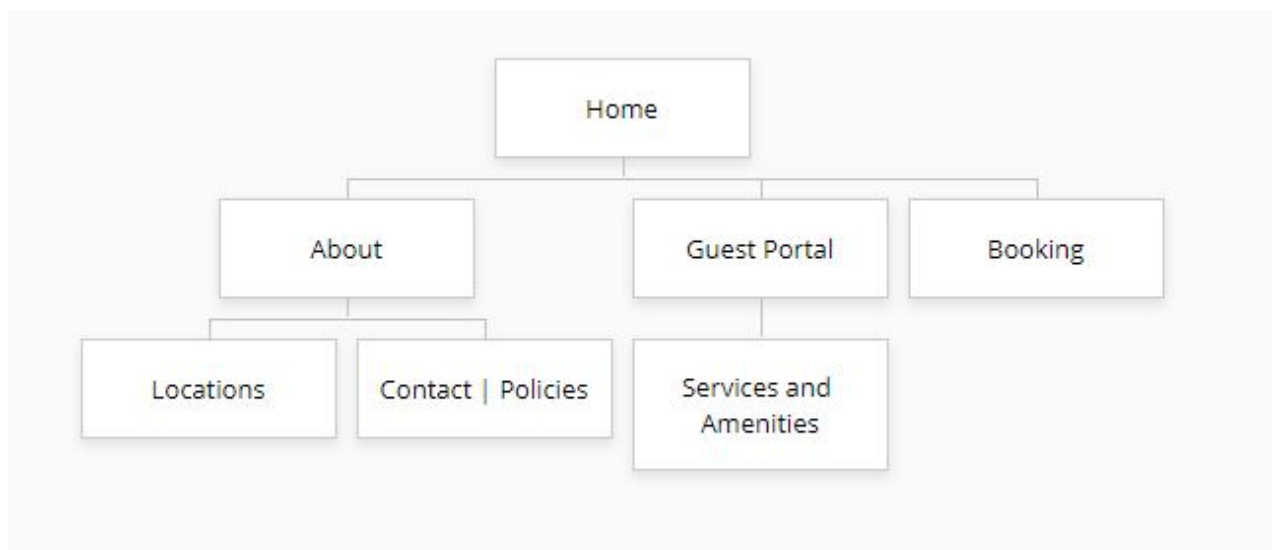 Home
About
Guest Portal
Booking
Locations
Contact | Policies
Services and
Amenities